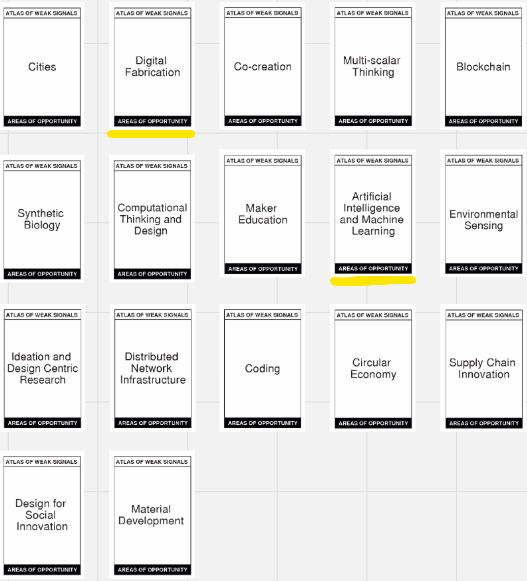 ATLAS OF WEAK SIGNALS
Cities
AREAS OF OPPORTUNITY
ATLAS OF WEAK SIGNALS
Digital
Fabrication
AREAS OF OPPORTUNITY
ATLAS OF WEAK SIGNALS
Co-creation
AREAS OF OPPORTUNITY
ATLAS OF WEAK SIGNALS
Multi-scalar
Thinking
AREAS OF OPPORTUNITY
ATLAS OF WEAK SIGNALS
Blockchain
AREAS OF OPPORTUNITY
ATLAS OF WEAK SIGNALS
Synthetic
Biology
AREAS OF OPPORTUNITY
ATLAS OF WEAK SIGNALS
Computational
Thinking and
Design
AREAS OF OPPORTUNITY
ATLAS OF WEAK SIGNALS
Maker
Education
AREAS OF OPPORTUNITY
ATLAS OF WEAK SIGNALS
Artificial
Intelligence
and Machine
Learning
AREAS OF OPPORTUNITY
ATLAS OF WEAK SIGNALS
Environmental
Sensing
AREAS OF OPPORTUNITY
ATLAS OF WEAK SIGNALS
Ideation and
Design Centric
Research
AREAS OF OPPORTUNITY
ATLAS OF WEAK SIGNALS
Distributed
Network
Infrastructure
AREAS OF OPPORTUNITY
ATLAS OF WEAK SIGNALS
Coding
AREAS OF OPPORTUNITY
ATLAS OF WEAK SIGNALS
Circular
Economy
AREAS OF OPPORTUNITY
ATLAS OF WEAK SIGNALS
Supply Chain
Innovation
AREAS OF OPPORTUNITY
ATLAS OF WEAK SIGNALS
Design for
Social
Innovation
AREAS OF OPPORTUNITY
ATLAS OF WEAK SIGNALS
Material
Development
AREAS OF OPPORTUNITY